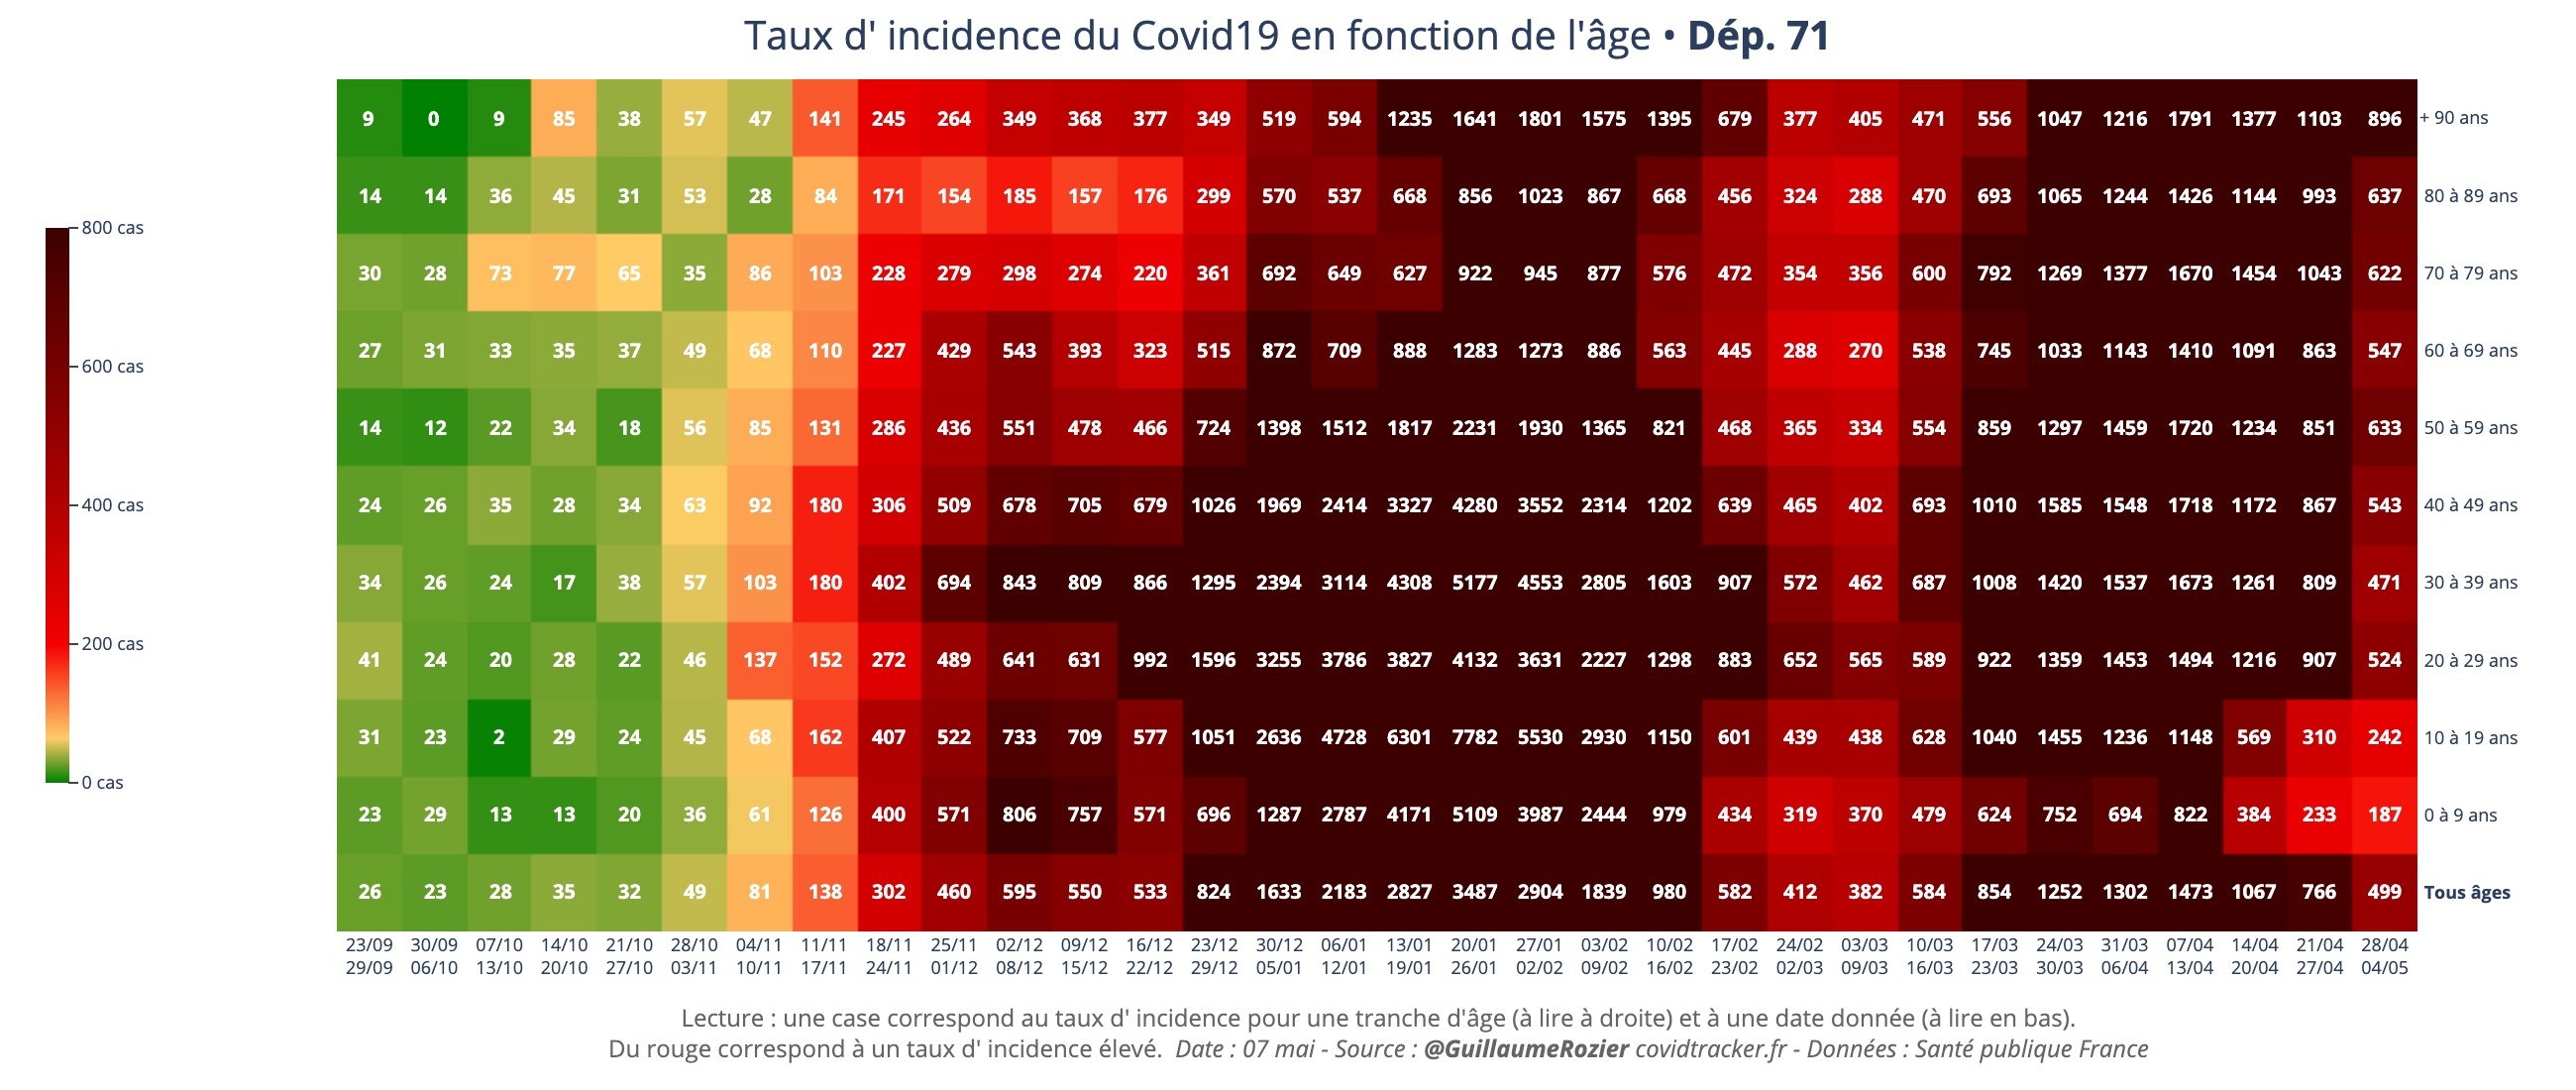 Taux d' incidence du Covid19 en fonction de l'âge • Dép. 71
9 0 9 85 38 57 47 141 245 264 349 368 377 349 519 594 1235 1641 1801 1575 1395 679 377 405 471 556 1047 1216 1791 1377 1103 896 + 90 ans
14 14 36 45 31 53 28 84 171 154 185 157 176 299 570 537 668 856 1023 867 668 456 324 288 470 693 1065 1244 1426 1144 993 637 80 à 89 ans
800 cas
30 28 73 77 65 35 86 103 228 279 298 274 220 361 692 649 627 922 945 877 576 472 354 356 600 792 1269 1377 1670 1454 1043 622 70 à 79 ans
27 31 33 35 37 49 68 110 227 429 543 393 323 515 872 709 888 1283 1273 886 563 445 288 270 538 745 1033 1143 1410 1091 863 547 60 à 69 ans
600 cas
14 12 22 34 18 56 85 131 286 436 551 478 466 724 1398 1512 1817 2231 1930 1365 821 468 365 334 554 859 1297 1459 1720 1234 851 633 50 à 59 ans
400 cas
24 26 35 28 34 63 92 180 306 509 678 705 679 1026 1969 2414 3327 4280 3552 2314 1202 639 465 402 693 1010 1585 1548 1718 1172 867 543 40 à 49 ans
34 26 24 17 38 57 103 180 402 694 843 809 866 1295 2394 3114 4308 5177 4553 2805 1603 907 572 462 687 1008 1420 1537 1673 1261 809 471 30 à 39 ans
200 cas
41 24 20 28 22 46 137 152 272 489 641 631 992 1596 3255 3786 3827 4132 3631 2227 1298 883 652 565 589 922 1359 1453 1494 1216 907 524 20 à 29 ans
31 23 2 29 24 45 68 162 407 522 733 709 577 1051 2636 4728 6301 7782 5530 2930 1150 601 439 438 628 1040 1455 1236 1148 569 310 242 10 à 19 ans
0 cas
23 29 13 13 20 36 61 126 400 571 806 757 571 696 1287 2787 4171 5109 3987 2444 979 434 319 370 479 624 752 694 822 384 233 187 0 à 9 ans
26 23 28 35 32 49 81 138 302 460 595 550 533 824 1633 2183 2827 3487 2904 1839 980 582 412 382 584 854 1252 1302 1473 1067 766 499 Tous âges
23/09 30/09 07/10 14/10 21/10 28/10 04/11 11/11 18/11 25/11 02/12 09/12 16/12 23/12 30/12 06/01 13/01 20/01 27/01 03/02 10/02 17/02 24/02 03/03 10/03 17/03 24/03 31/03 07/04 14/04 21/04 28/04
29/09 06/10 13/10 20/10 27/10 03/11 10/11 17/11 24/11 01/12 08/12 15/12 22/12 29/12 05/01 12/01 19/01 26/01 02/02 09/02 16/02 23/02 02/03 09/03 16/03 23/03 30/03 06/04 13/04 20/04 27/04 04/05
Lecture : une case correspond au taux d' incidence pour une tranche d'âge (à lire à droite) et à une date donnée (à lire en bas).
Du rouge correspond à un taux d' incidence élevé. Date : 07 mai - Source : @GuillaumeRozier covidtracker.fr - Données : Santé publique France